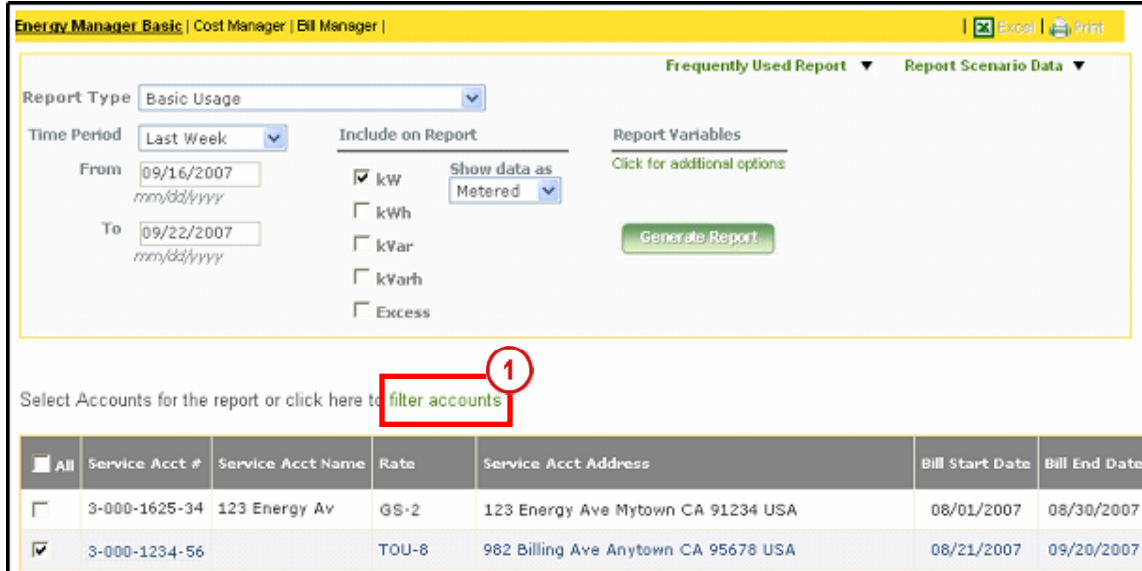 Energy Manager Basic | Cost Manager | Bill Manager |
| Excel | Print
Frequently Used Report ▼ Report Scenario Data ▼
Report Type Basic Usage
Time Period Last Week Include on Report Report Variables
From 09/16/2007 kW Show data as Click for additional options
mm/dd/yyyy Metered
kWh
To 09/22/2007 kVar Generate Report
mm/dd/yyyy
kVarh
Excess
1
Select Accounts for the report or click here to filter accounts
All Service Acct # Service Acct Name Rate Service Acct Address Bill Start Date Bill End Date
3-000-1625-34 123 Energy Av GS-2 123 Energy Ave Mytown CA 91234 USA 08/01/2007 08/30/2007
3-000-1234-56 TOU-8 982 Billing Ave Anytown CA 95678 USA 08/21/2007 09/20/2007